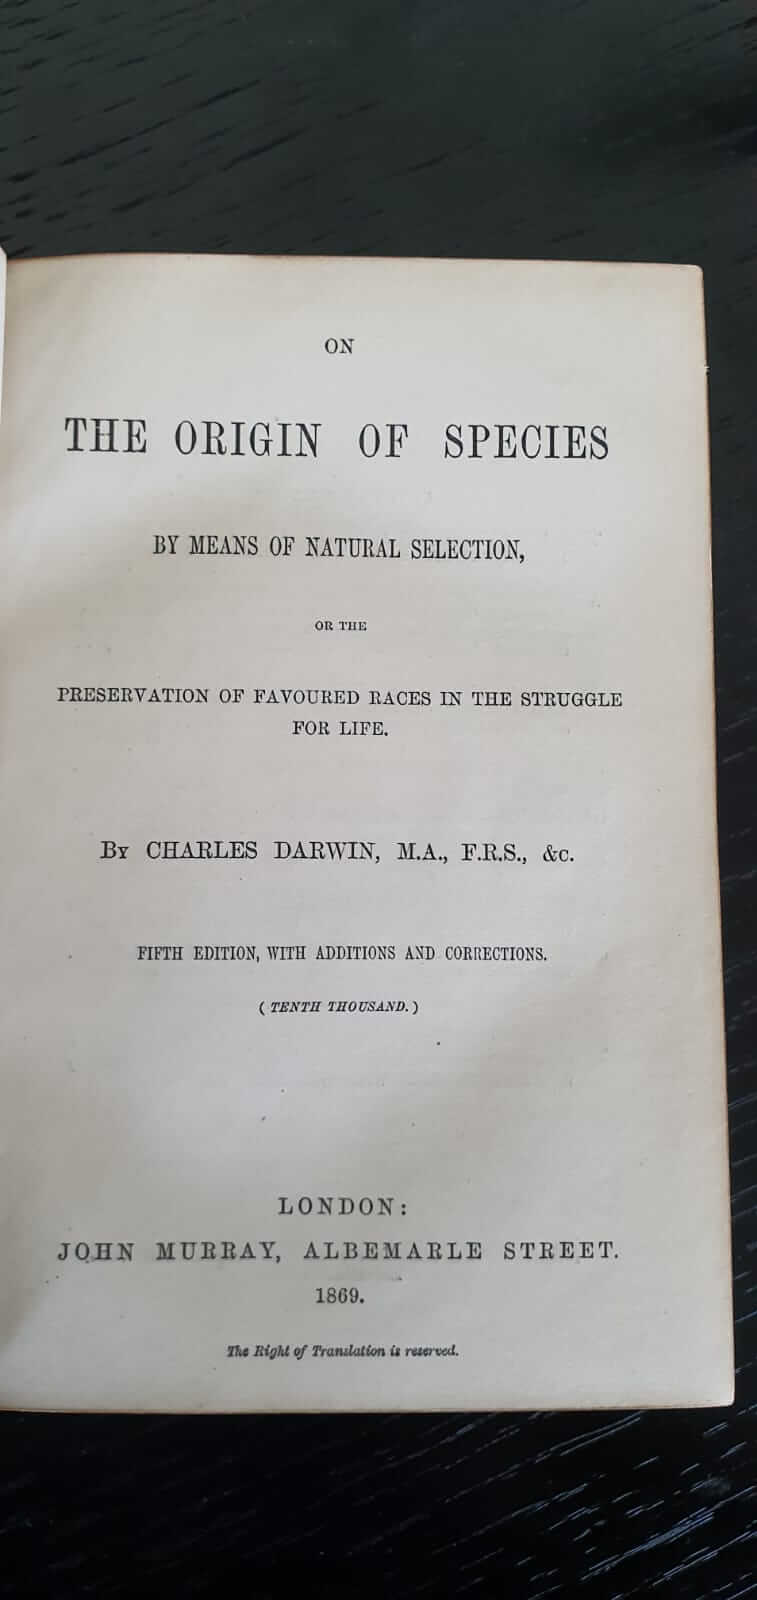 ON
THE ORIGIN OF SPECIES
BY MEANS OF NATURAL SELECTION,
OR THE
PRESERVATION OF FAVOURED RACES IN THE STRUGGLE
FOR LIFE.
By CHARLES DARWIN, M.A., F.R.S., &c.
FIFTH EDITION, WITH ADDITIONS AND CORRECTIONS.
(TENTH THOUSAND.)
LONDON:
JOHN MURRAY, ALBEMARLE STREET.
1869.
The Right of Translation is reserved.